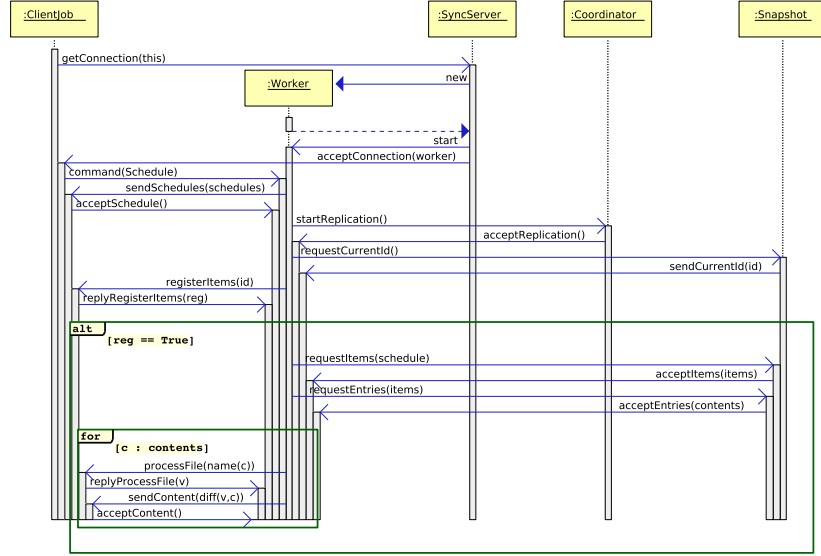 :ClientJob
:SyncServer
:Coordinator
:Snapshot
getConnection(this)
new
:Worker
start
acceptConnection(worker)
command(Schedule)
sendSchedules(schedules)
acceptSchedule()
startReplication()
acceptReplication()
requestCurrentId()
sendCurrentId(id)
registerItems(id)
replyRegisterItems(reg)
alt
[reg == True]
requestItems(schedule)
acceptItems(items)
requestEntries(items)
acceptEntries(contents)
for
[c : contents]
processFile(name(c))
replyProcessFile(v)
sendContent(diff(v,c))
acceptContent()